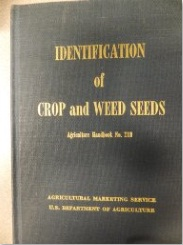 IDENTIFICATION
of
CROP and WEED SEEDS
Agriculture Handbook No. 219
AGRICULTURAL MARKETING SERVICE
U. S. DEPARTMENT OF AGRICULTURE